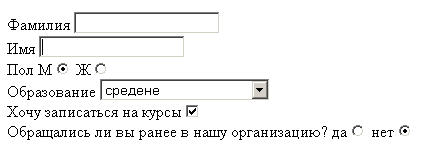 Фамилия
Имя
Пол М Ж
Образование средене
Хочу записаться на курсы
Обращались ли вы ранее в нашу организацию? да нет